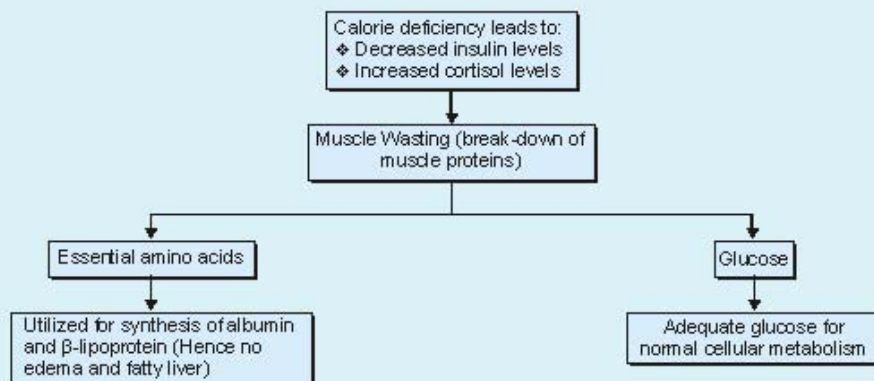 Calorie deficiency leads to:
❖ Decreased insulin levels
❖ Increased cortisol levels
Muscle Wasting (break-down of
muscle proteins)
Essential amino acids
Glucose
Utilized for synthesis of albumin
and β-lipoprotein (Hence no
edema and fatty liver)
Adequate glucose for
normal cellular metabolism